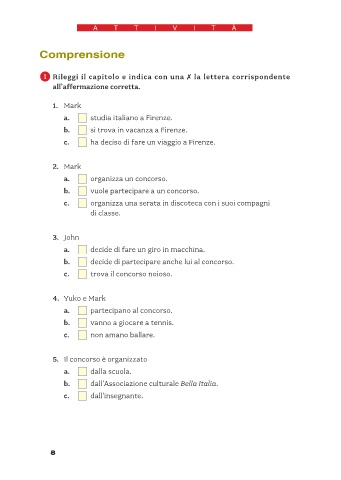 ATTIVITÀ
Comprensione
1 Rileggi il capitolo e indica con una ✗ la lettera corrispondente
all'affermazione corretta.
1. Mark
a. studia italiano a Firenze.
b. si trova in vacanza a Firenze.
c. ha deciso di fare un viaggio a Firenze.
2. Mark
a. organizza un concorso.
b. vuole partecipare a un concorso.
c. organizza una serata in discoteca con i suoi compagni
di classe.
3. John
a. decide di fare un giro in macchina.
b. decide di partecipare anche lui al concorso.
c. trova il concorso noioso.
4. Yuko e Mark
a. partecipano al concorso.
b. vanno a giocare a tennis.
c. non amano ballare.
5. Il concorso è organizzato
a. dalla scuola.
b. dall'Associazione culturale Bella Italia.
c. dall'insegnante.
8